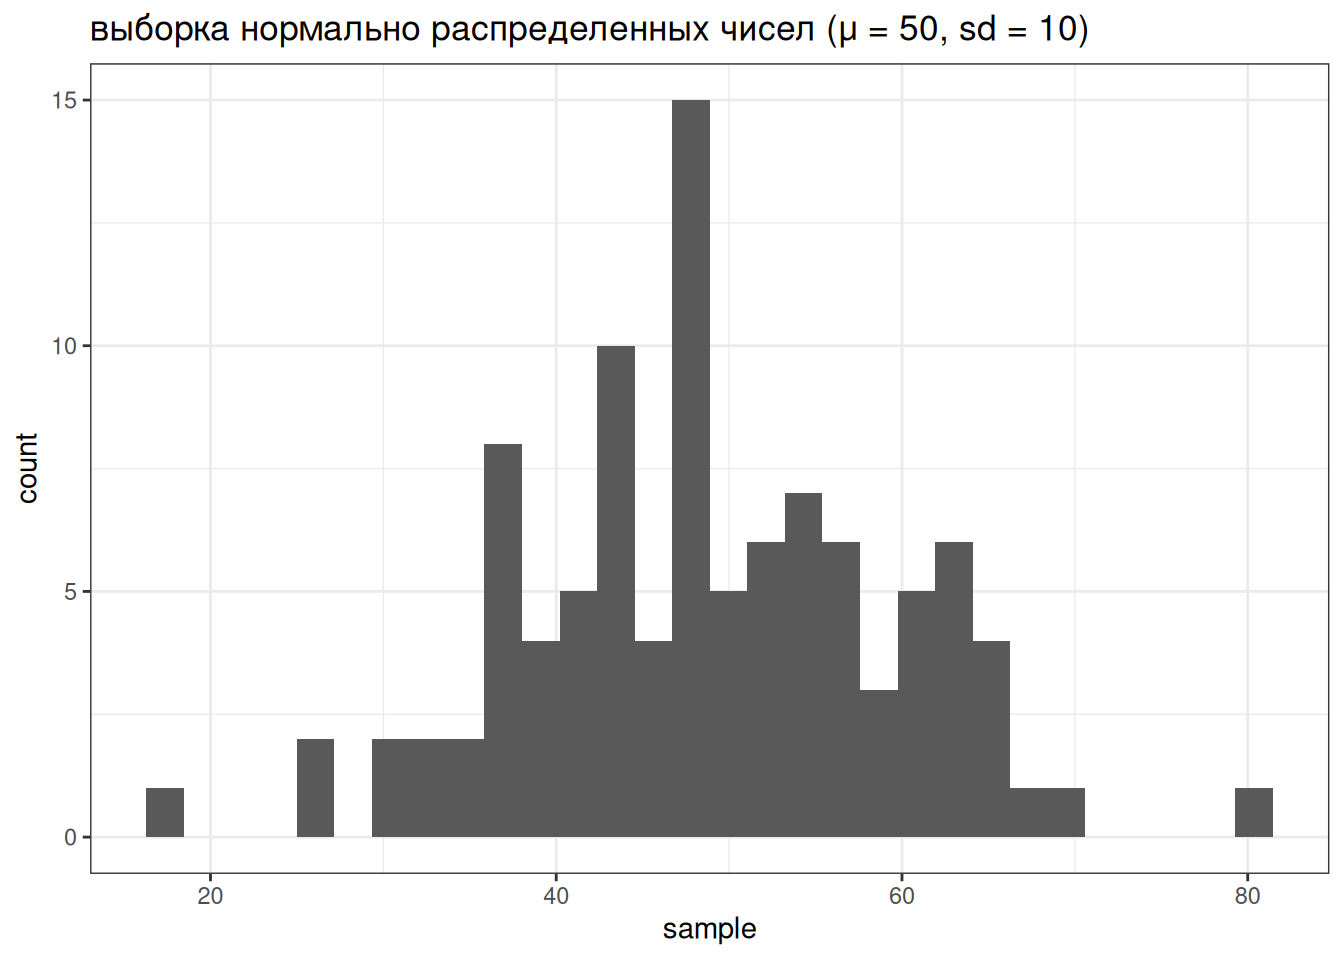 выборка нормально распределенных чисел (μ = 50, sd = 10)
15
10
5
0
count
20 40 60 80
sample